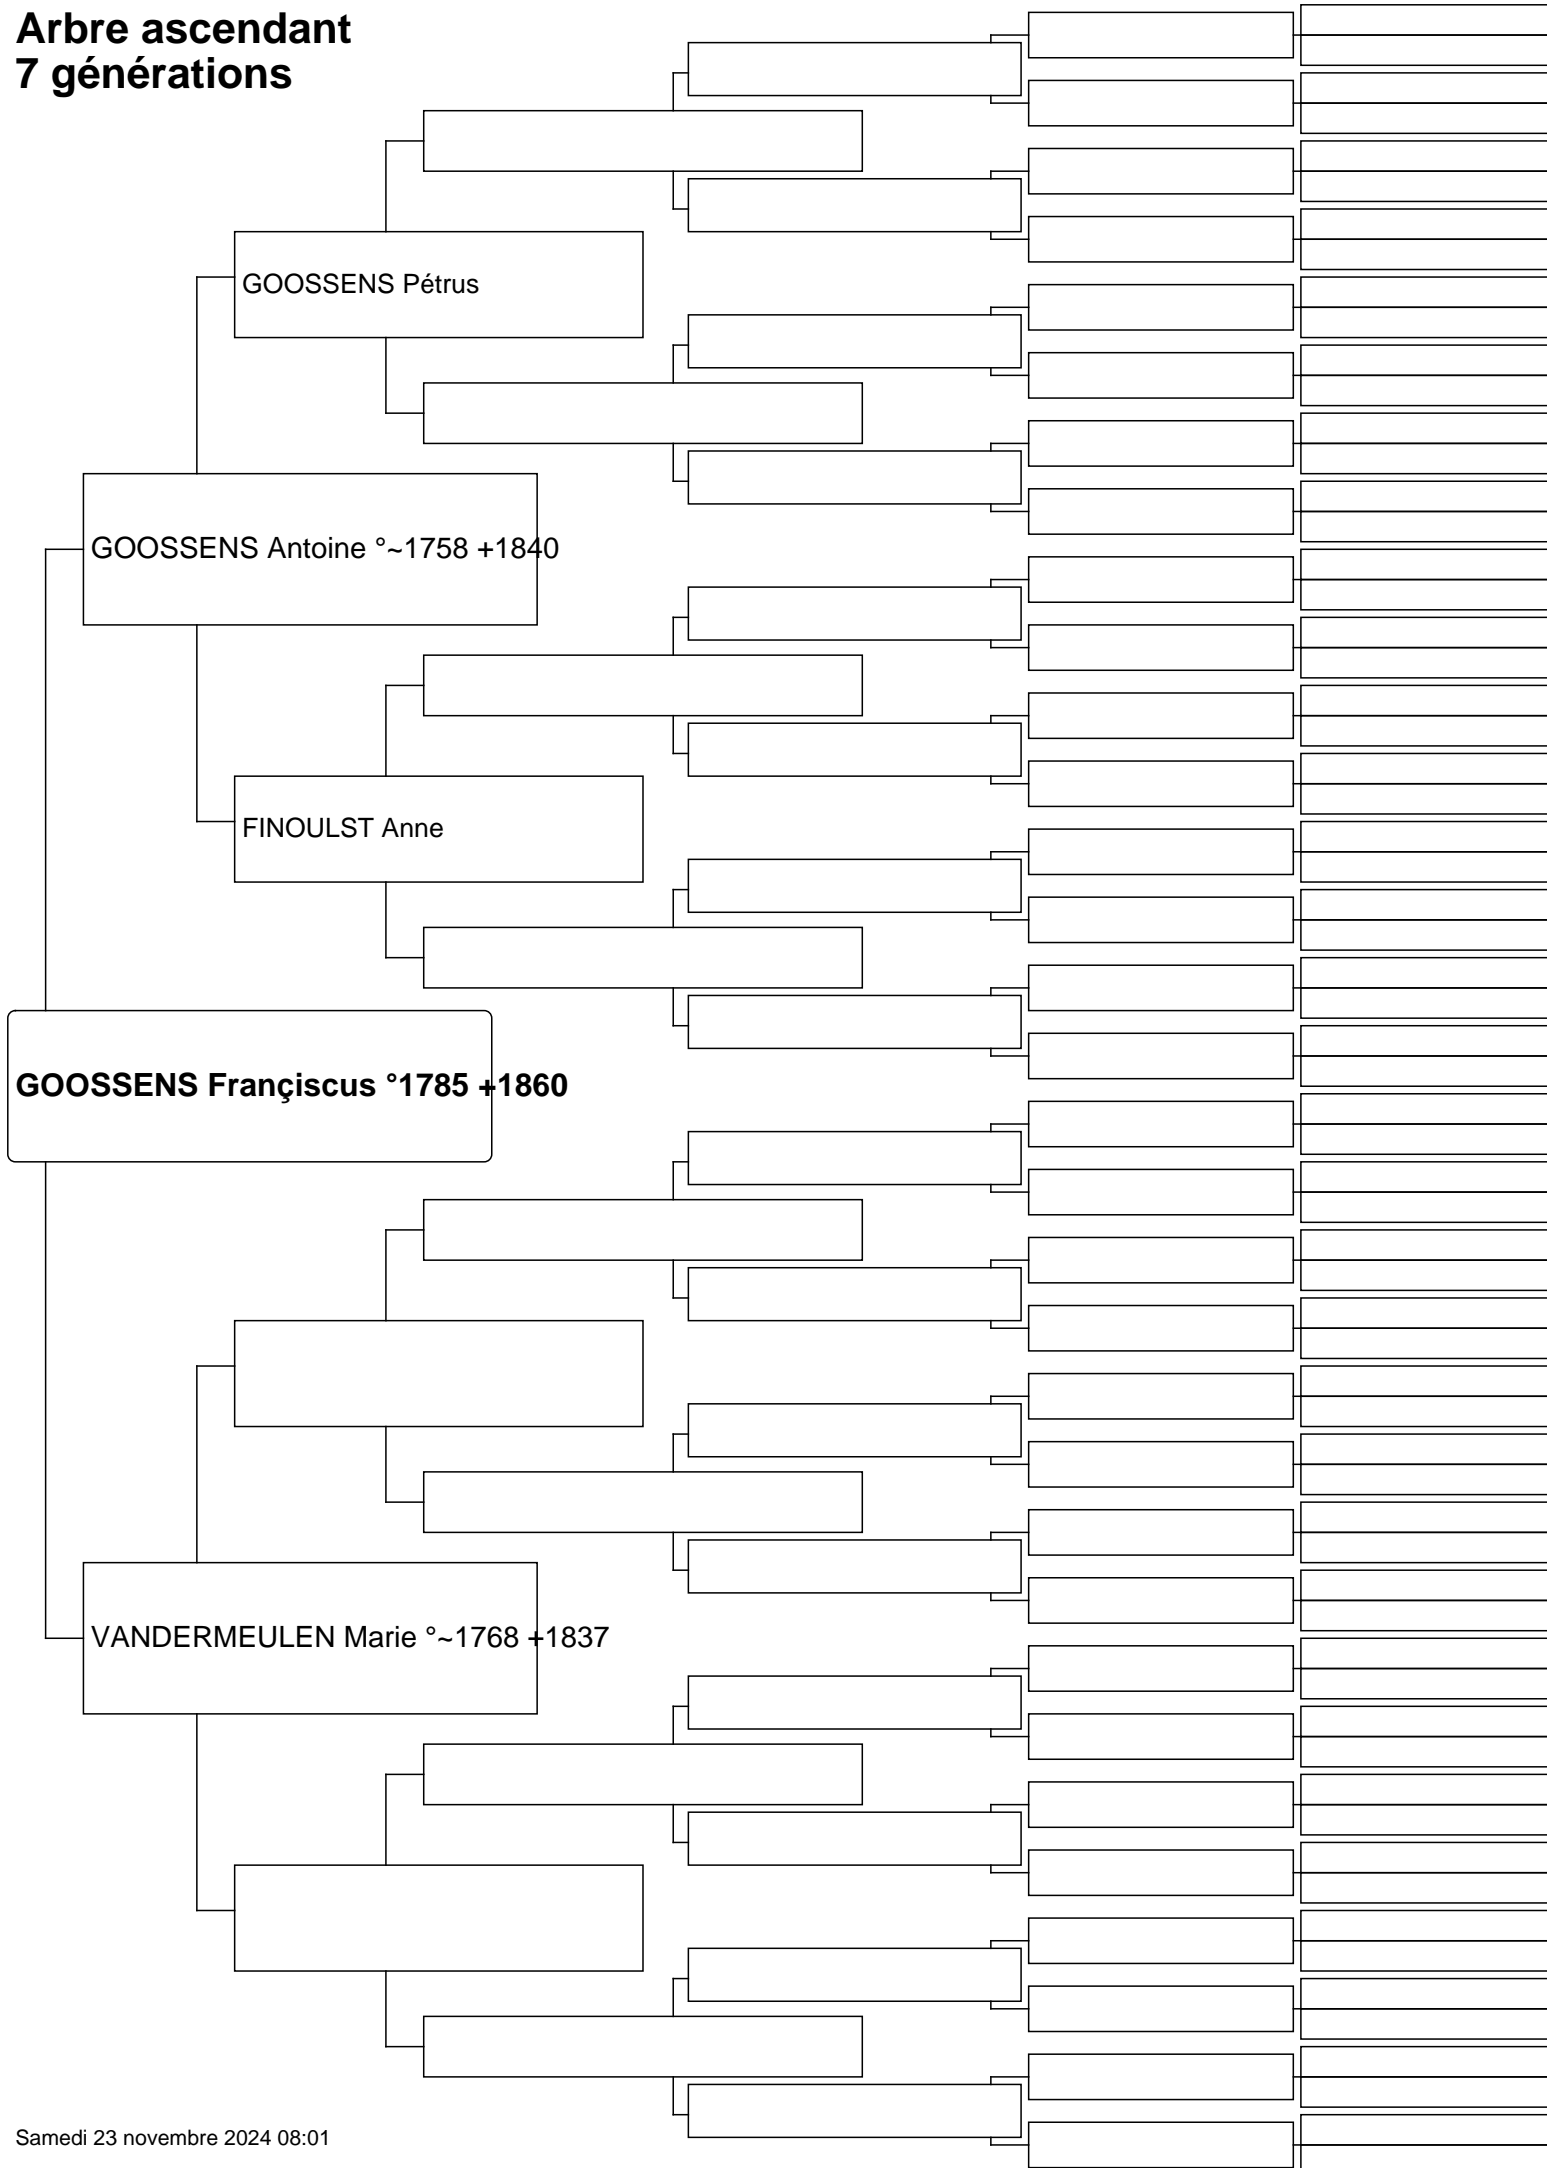 Arbre ascendant
7 générations
GOOSSENS Pétrus
GOOSSENS Antoine °~1758 +1840
FINOULST Anne
GOOSSENS Françiscus °1785 +1860
VANDERMEULEN Marie °~1768 +1837
Samedi 23 novembre 2024 08:01